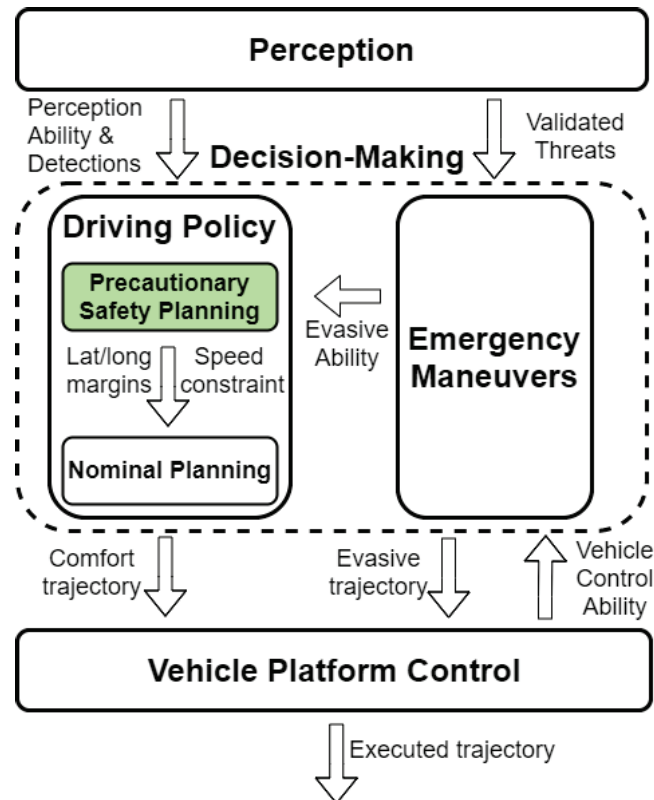 Perception
Perception
Ability &
Detections
Validated
Threats
Decision-Making
Driving Policy
Precautionary
Safety Planning
Lat/long
margins
Speed
constraint
Nominal Planning
Evasive
Ability
Emergency
Maneuvers
Comfort
trajectory
Evasive
trajectory
Vehicle
Control
Ability
Vehicle Platform Control
Executed trajectory